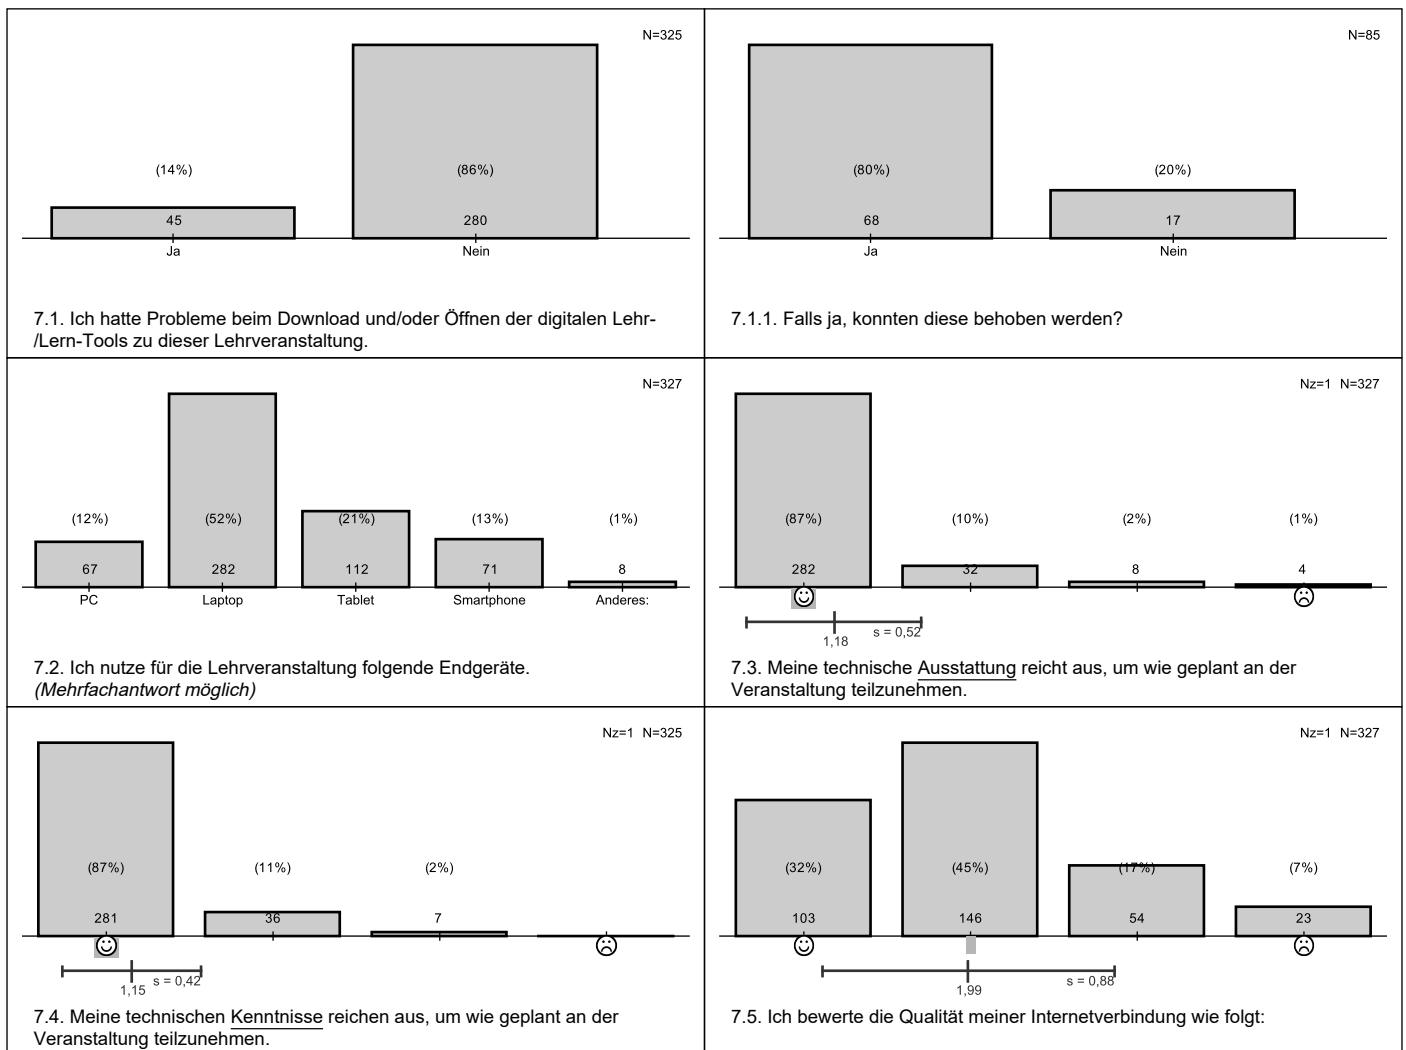 N=325
(14%)
(86%)
45
280
Ja
Nein
7.1. Ich hatte Probleme beim Download und/oder Öffnen der digitalen Lehr-
/Lern-Tools zu dieser Lehrveranstaltung.
N=85
(80%)
(20%)
68
17
Ja
Nein
7.1.1. Falls ja, konnten diese behoben werden?
N=327
(12%)
(52%)
(21%)
(13%)
(1%)
67
282
112
71
8
PC
Laptop
Tablet
Smartphone
Anderes:
7.2. Ich nutze für die Lehrveranstaltung folgende Endgeräte.
(Mehrfachantwort möglich)
Nz=1 N=327
(87%)
(10%)
(2%)
(1%)
282
32
8
4
1,18
s = 0,52
7.3. Meine technische Ausstattung reicht aus, um wie geplant an der
Veranstaltung teilzunehmen.
Nz=1 N=325
(87%)
(11%)
(2%)
281
36
7
1,15
s = 0,42
7.4. Meine technischen Kenntnisse reichen aus, um wie geplant an der
Veranstaltung teilzunehmen.
Nz=1 N=327
(32%)
(45%)
(17%)
(7%)
103
146
54
23
1,99
s = 0,88
7.5. Ich bewerte die Qualität meiner Internetverbindung wie folgt: